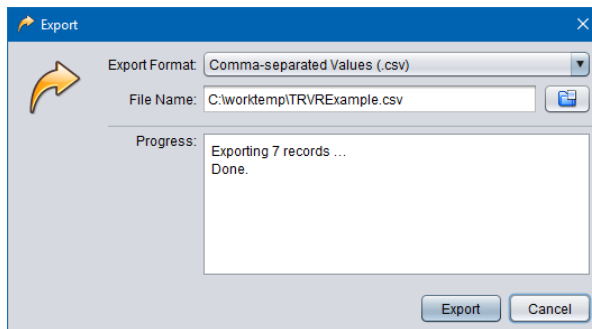 Export
Export Format: Comma-separated Values (.csv)
File Name: C:\worktemp\TRVRExample.csv
Progress:
Exporting 7 records ...
Done.
Export Cancel